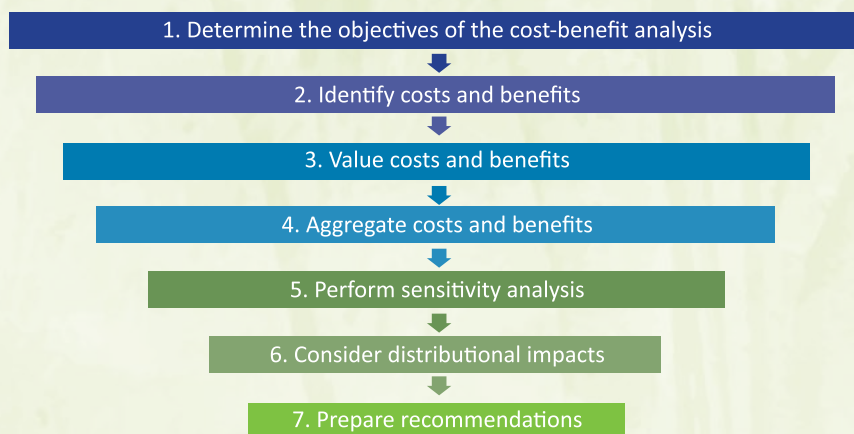 1. Determine the objectives of the cost-benefit analysis
2. Identify costs and benefits
3. Value costs and benefits
4. Aggregate costs and benefits
5. Perform sensitivity analysis
6. Consider distributional impacts
7. Prepare recommendations